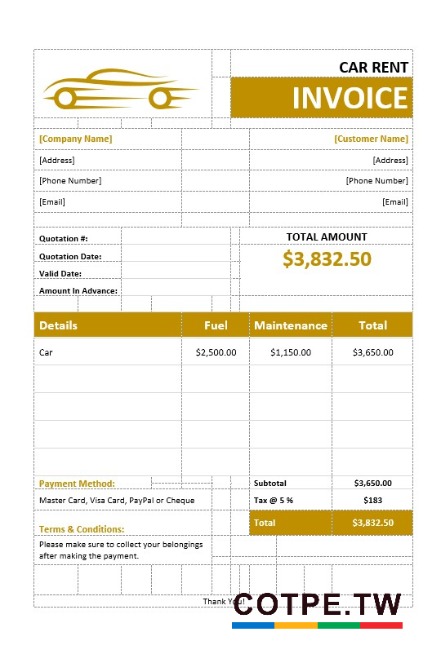 CAR RENT
INVOICE
[Company Name] [Customer Name]
[Address] [Address]
[Phone Number] [Phone Number]
[Email] [Email]
Quotation #: TOTAL AMOUNT
Quotation Date: $3,832.50
Valid Date:
Amount In Advance:
Details Fuel Maintenance Total
Car $2,500.00 $1,150.00 $3,650.00
Payment Method: Subtotal $3,650.00
Master Card, Visa Card, PayPal or Cheque Tax @ 5 % $183
Terms & Conditions: Total $3,832.50
Please make sure to collect your belongings
after making the payment.
Thank You!
COTPE.TW